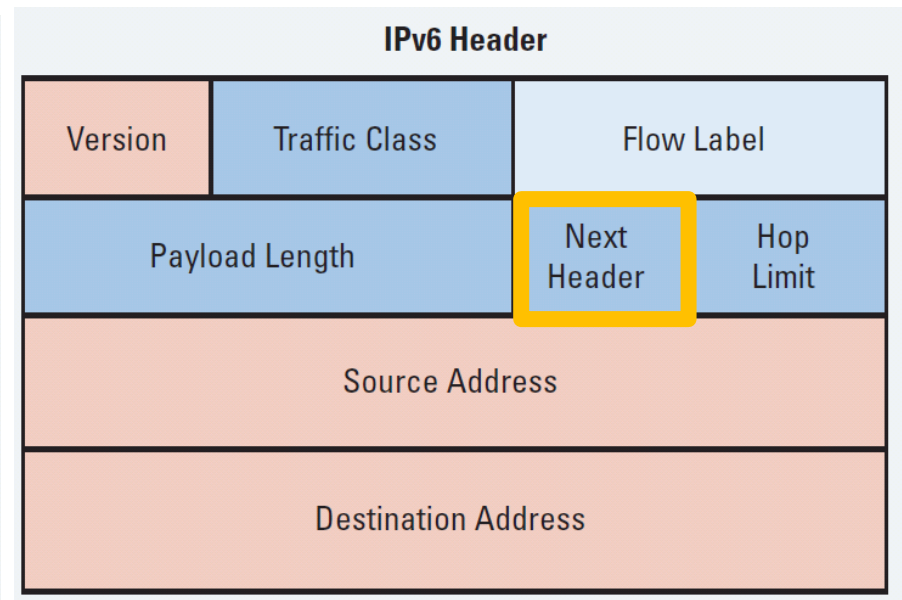 IPv6 Header
Version
Traffic Class
Flow Label
Payload Length
Next
Header
Hop
Limit
Source Address
Destination Address